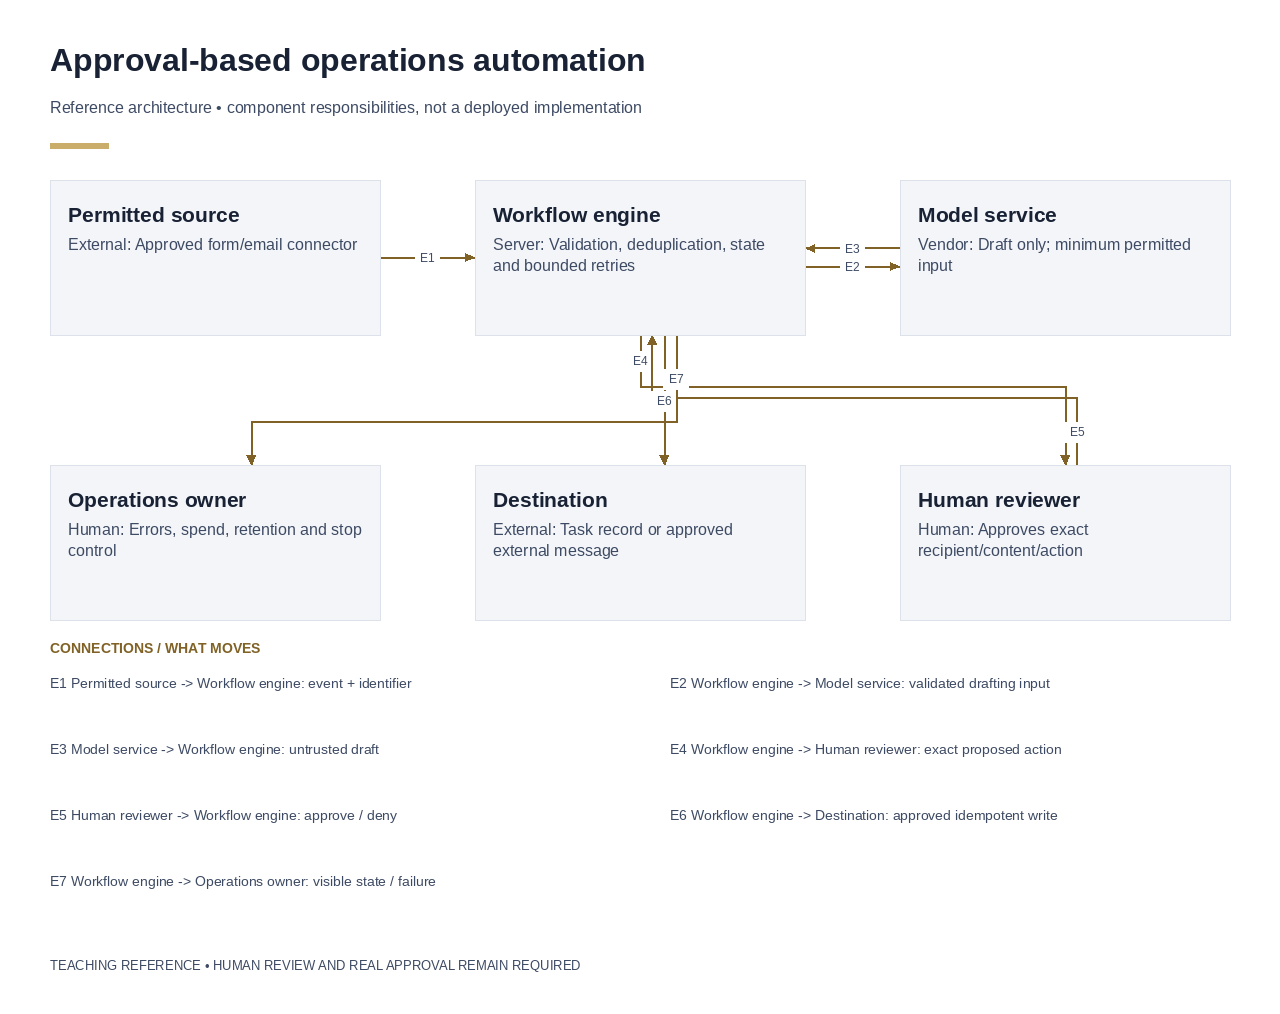 Approval-based operations automation
Reference architecture • component responsibilities, not a deployed implementation
Permitted source
External: Approved form/email connector
Workflow engine
Server: Validation, deduplication, state
and bounded retries
Model service
Vendor: Draft only; minimum permitted
input
E1
E3
E2
E4
E7
E6
E5
Operations owner
Human: Errors, spend, retention and stop
control
Destination
External: Task record or approved
external message
Human reviewer
Human: Approves exact
recipient/content/action
CONNECTIONS / WHAT MOVES
E1 Permitted source -> Workflow engine: event + identifier
E2 Workflow engine -> Model service: validated drafting input
E3 Model service -> Workflow engine: untrusted draft
E4 Workflow engine -> Human reviewer: exact proposed action
E5 Human reviewer -> Workflow engine: approve / deny
E6 Workflow engine -> Destination: approved idempotent write
E7 Workflow engine -> Operations owner: visible state / failure
TEACHING REFERENCE • HUMAN REVIEW AND REAL APPROVAL REMAIN REQUIRED